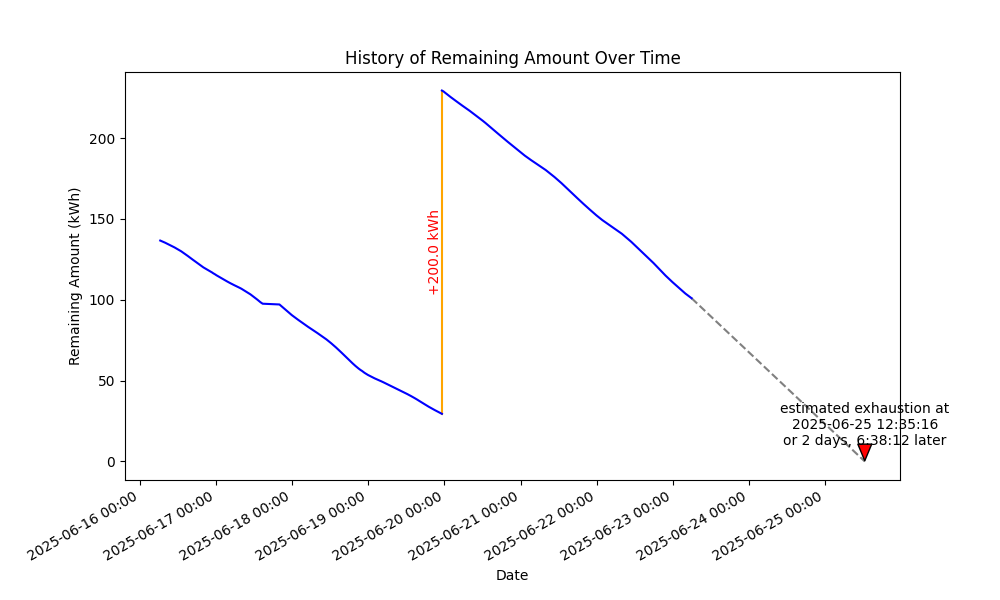 History of Remaining Amount Over Time
Remaining Amount (kWh)
200
150
100
50
0
+200.0 kWh
estimated exhaustion at
2025-06-25 12:35:16
or 2 days, 6:38:12 later
2025-06-16 00:00
2025-06-17 00:00
2025-06-18 00:00
2025-06-19 00:00
2025-06-20 00:00
2025-06-21 00:00
2025-06-22 00:00
2025-06-23 00:00
2025-06-24 00:00
2025-06-25 00:00
Date